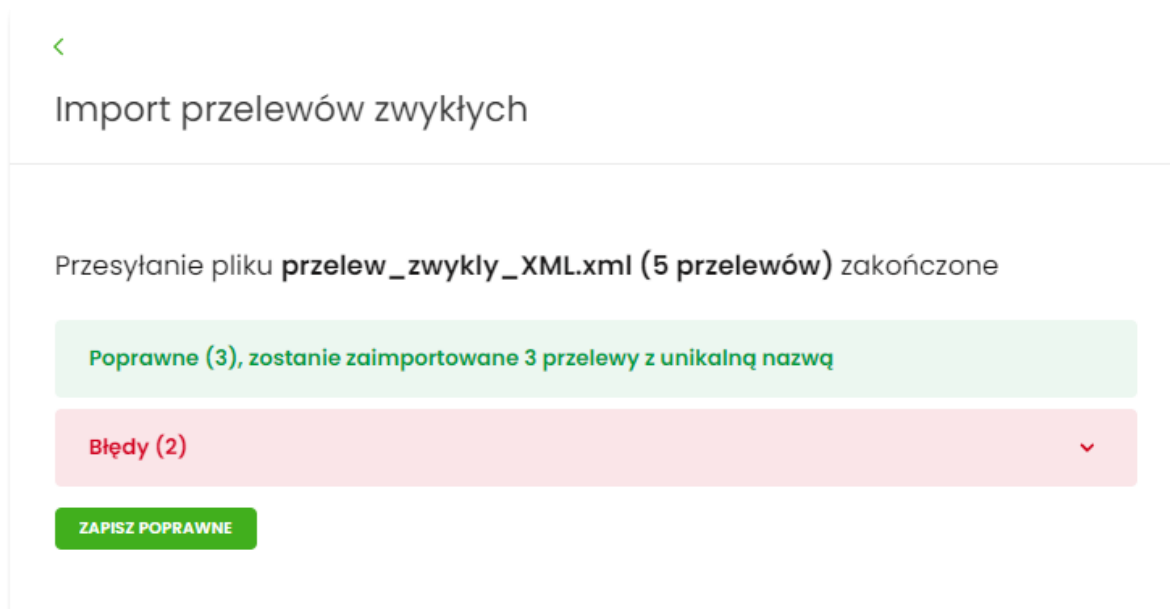 Import przelewów zwykłych
Przesyłanie pliku przelew_zwykly_XML.xml (5 przelewów) zakończone
Poprawne (3), zostanie zaimportowane 3 przelewy z unikalną nazwą
Błędy (2)
ZAPISZ POPRAWNE